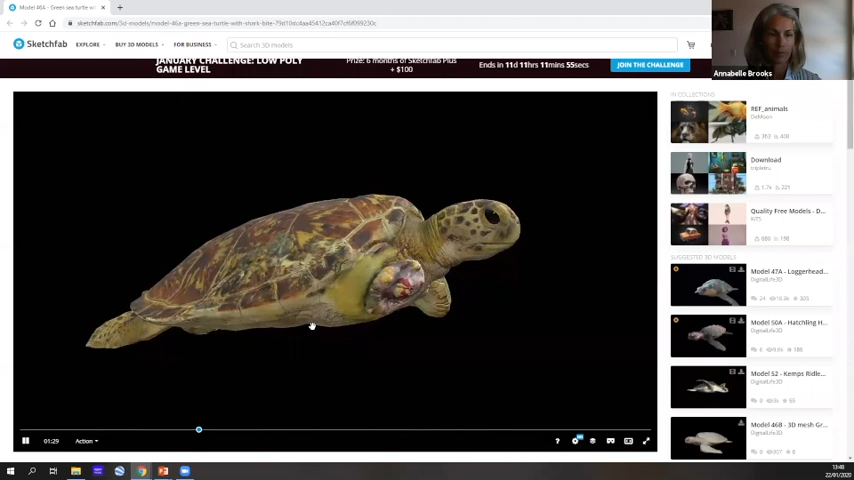 Model 46A - Green sea turtle wit
sketchfab.com/3d-models/model-46a-green-sea-turtle-with-shark-bite-
Sketchfab
EXPLORE
BUY 3D MODELS
FOR BUSINESS
Search 3D models
Annabelle Brooks
JANUARY CHALLENGE: LOW POLY
GAME LEVEL
Prize: 6 months of Sketchfab Plus
+ $100
Ends in 11d 11hrs 11mins 55secs
JOIN THE CHALLENGE
IN COLLECTIONS
REF_animals
DeMoon
Download
Quality Free Models - D...
SUGGESTED 3D MODELS
Model 47A - Loggerhead...
DigitalLife3D
Model 50A - Hatchling H...
DigitalLife3D
Model 52 - Kemps Ridle...
DigitalLife3D
Model 46B - 3D mesh Gr...
DigitalLife3D
01:29
Action
?
13:48
22/01/2020